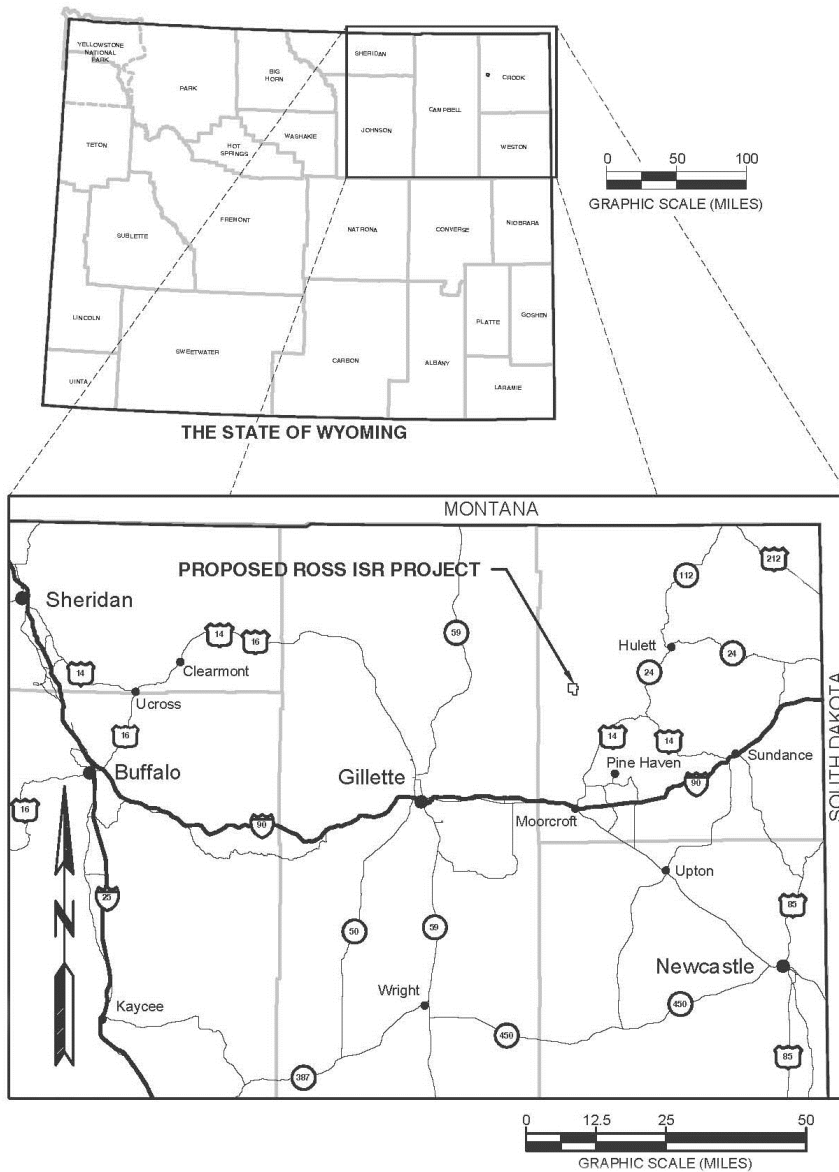 YELLOWSTONE
NATIONAL
PARK
PARK
BIG
HORN
SHERIDAN
CROOK
CAMPBELL
JOHNSON
WASHAKIE
TETON
HOT
SPRINGS
WESTON
0 50 100
GRAPHIC SCALE (MILES)
SUBLETTE
FREMONT
NATRONA
CONVERSE
NIOBRARA
LINCOLN
PLATTE
GOSHEN
SWEETWATER
CARBON
ALBANY
UINTA
LARAMIE
THE STATE OF WYOMING
MONTANA
PROPOSED ROSS ISR PROJECT
212
112
Sheridan
14
16
59
Hulett
24
24
Clearmont
14
Ucross
SOUTH DAKOTA
16
14
14
Sundance
Pine Haven
Buffalo
Gillette
90
16
90
Moorcroft
Upton
25
85
50
59
N
Newcastle
Wright
Kaycee
450
450
85
387
0 12.5 25 50
GRAPHIC SCALE (MILES)